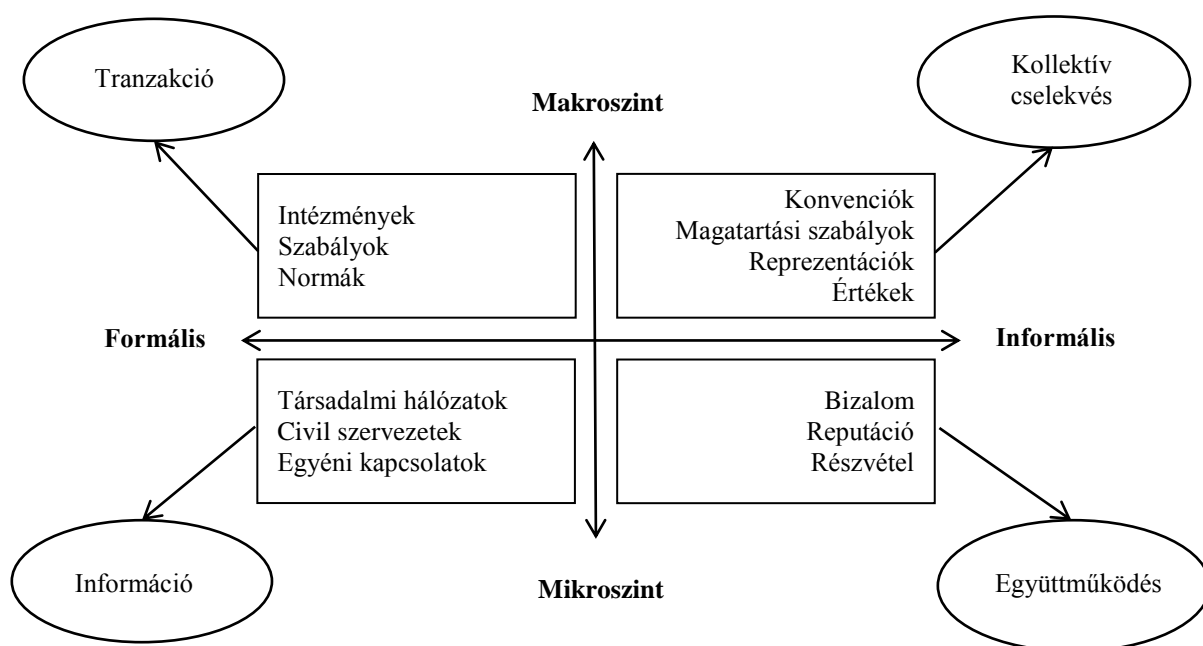 Tranzakció
Kollektív
cselekvés
Makroszint
Intézmények
Szabályok
Normák
Konvenciók
Magatartási szabályok
Reprezentációk
Értékek
Formális
Informális
Társadalmi hálózatok
Civil szervezetek
Egyéni kapcsolatok
Bizalom
Reputáció
Részvétel
Információ
Mikroszint
Együttműködés